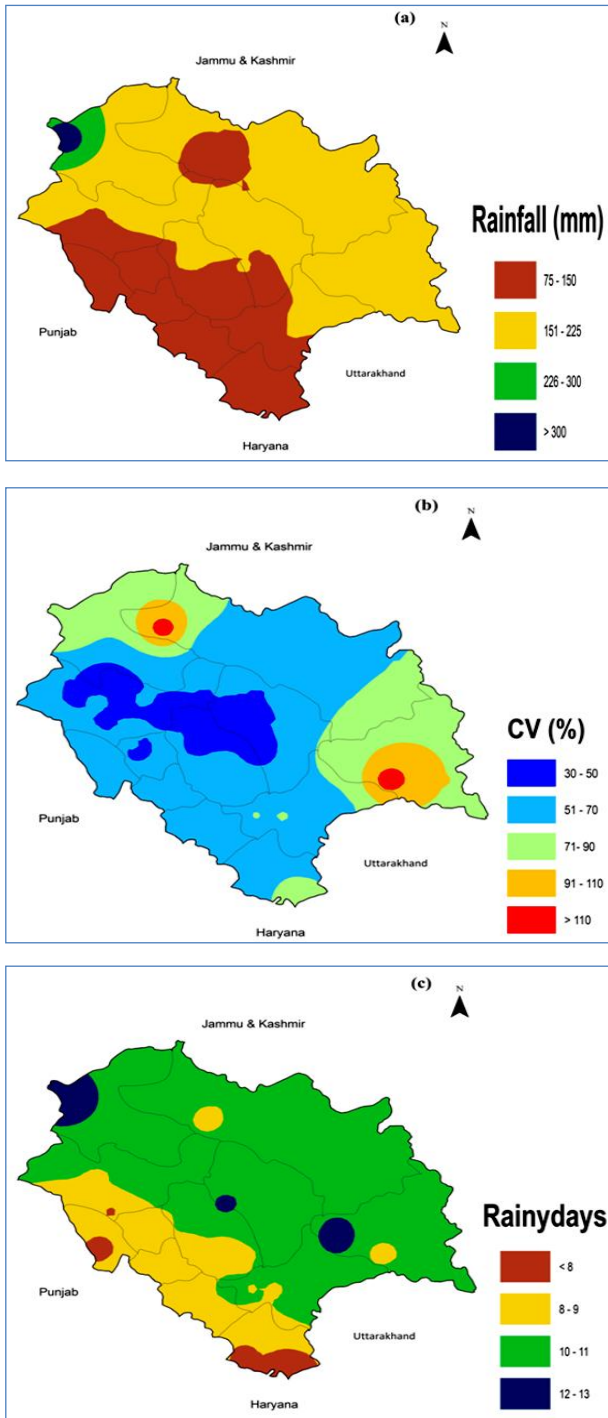 (a)
N
Jammu & Kashmir
Rainfall (mm)
75 - 150
151 - 225
226 - 300
> 300
Punjab
Uttarakhand
Haryana
(b)
N
Jammu & Kashmir
CV (%)
30 - 50
51 - 70
71- 90
91 - 110
> 110
Punjab
Uttarakhand
Haryana
(c)
N
Jammu & Kashmir
Rainydays
< 8
8 - 9
10 - 11
12 - 13
Punjab
Uttarakhand
Haryana